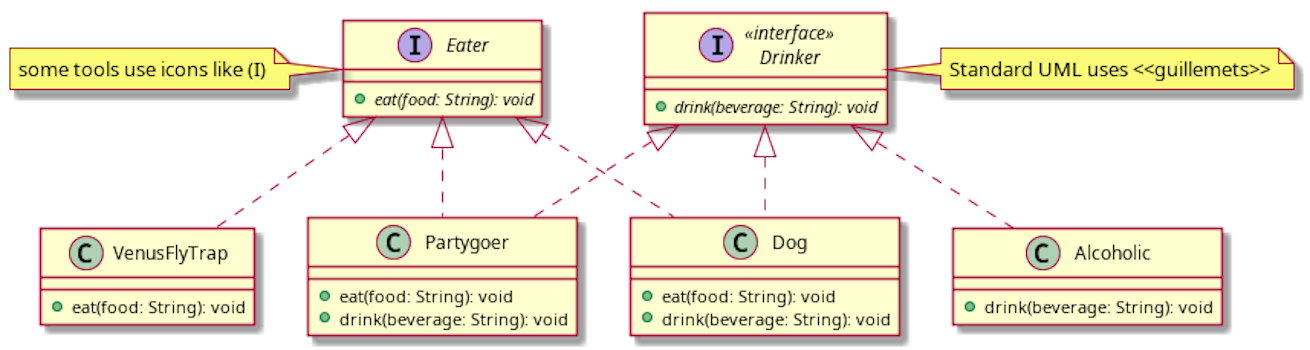 some tools use icons like (I)
I Eater
eat(food: String): void
I «interface»
Drinker
drink(beverage: String): void
Standard UML uses <<guillemets>>
C VenusFlyTrap
eat(food: String): void
C Partygoer
eat(food: String): void
drink(beverage: String): void
C Dog
eat(food: String): void
drink(beverage: String): void
C Alcoholic
drink(beverage: String): void